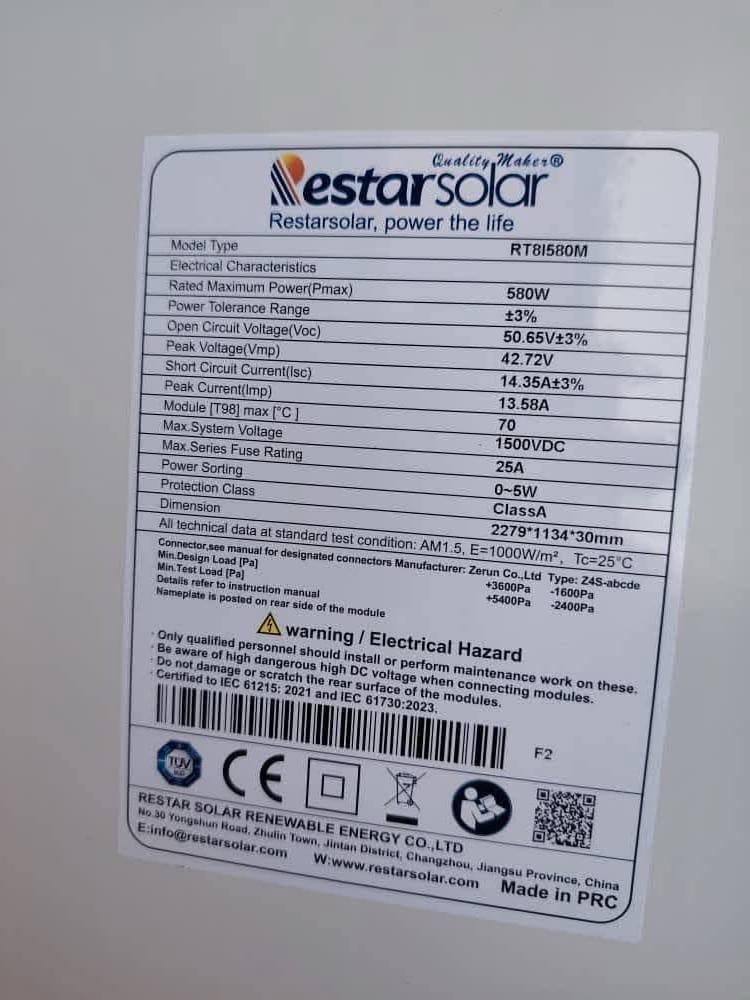 Quality Maker®
Restarsolar
Restarsolar, power the life
Model Type RT8I580M
Electrical Characteristics
Rated Maximum Power(Pmax) 580W
Power Tolerance Range ±3%
Open Circuit Voltage(Voc) 50.65V±3%
Peak Voltage(Vmp) 42.72V
Short Circuit Current(Isc) 14.35A±3%
Peak Current(Imp) 13.58A
Module [T98] max [°C] 70
Max.System Voltage 1500VDC
Max.Series Fuse Rating 25A
Power Sorting 0~5W
Protection Class ClassA
Dimension 2279*1134*30mm
All technical data at standard test condition: AM1.5, E=1000W/m², Tc=25°C
Connector,see manual for designated connectors Manufacturer: Zerun Co.,Ltd Type: Z4S-abcde
Min.Design Load [Pa] +3600Pa -1600Pa
Min.Test Load [Pa] +5400Pa -2400Pa
Details refer to instruction manual
Nameplate is posted on rear side of the module
warning / Electrical Hazard
· Only qualified personnel should install or perform maintenance work on these.
· Be aware of high dangerous high DC voltage when connecting modules.
· Do not damage or scratch the rear surface of the modules.
· Certified to IEC 61215: 2021 and IEC 61730:2023.
F2
TÜV
CE
RESTAR SOLAR RENEWABLE ENERGY CO.,LTD
No.30 Yongshun Road, Zhulin Town, Jintan District, Changzhou, Jiangsu Province, China
E:info@restarsolar.com W:www.restarsolar.com Made in PRC